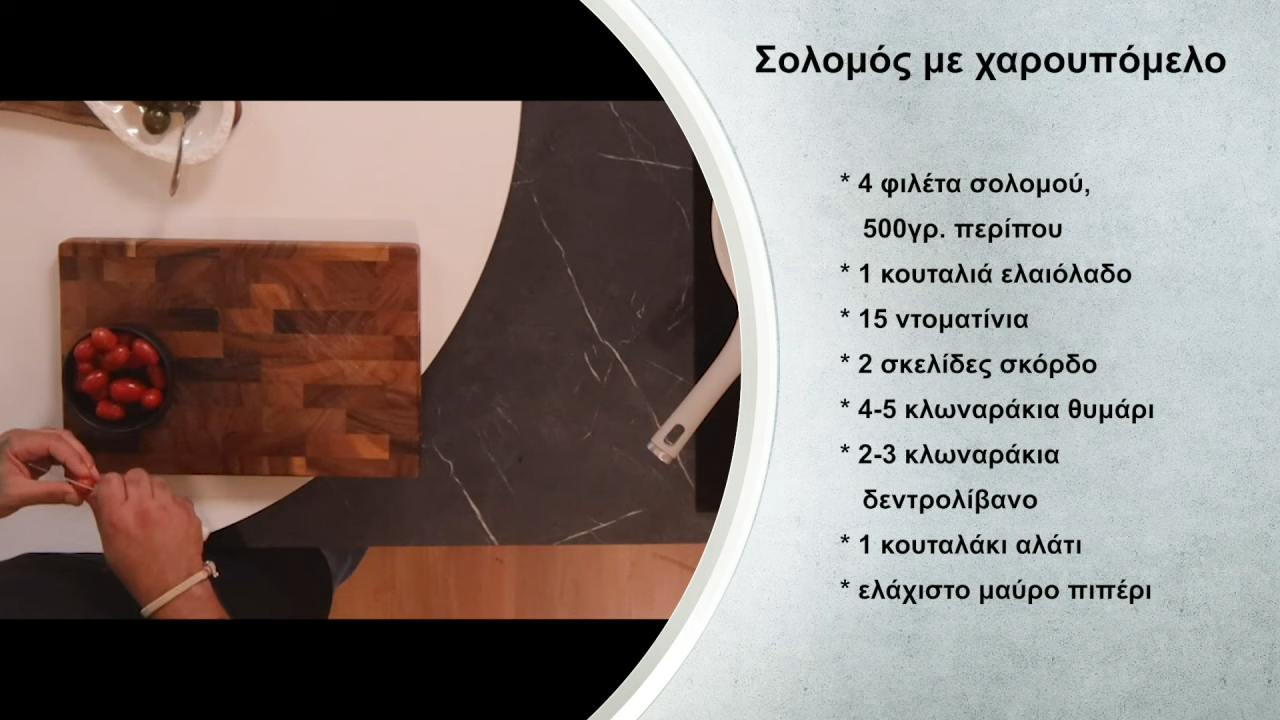 Σολομός με χαρουπόμελο
* 4 φιλέτα σολομού,
500γρ. περίπου
* 1 κουταλιά ελαιόλαδο
* 15 ντοματίνια
* 2 σκελίδες σκόρδο
* 4-5 κλωναράκια θυμάρι
* 2-3 κλωναράκια
δεντρολίβανο
* 1 κουταλάκι αλάτι
* ελάχιστο μαύρο πιπέρι